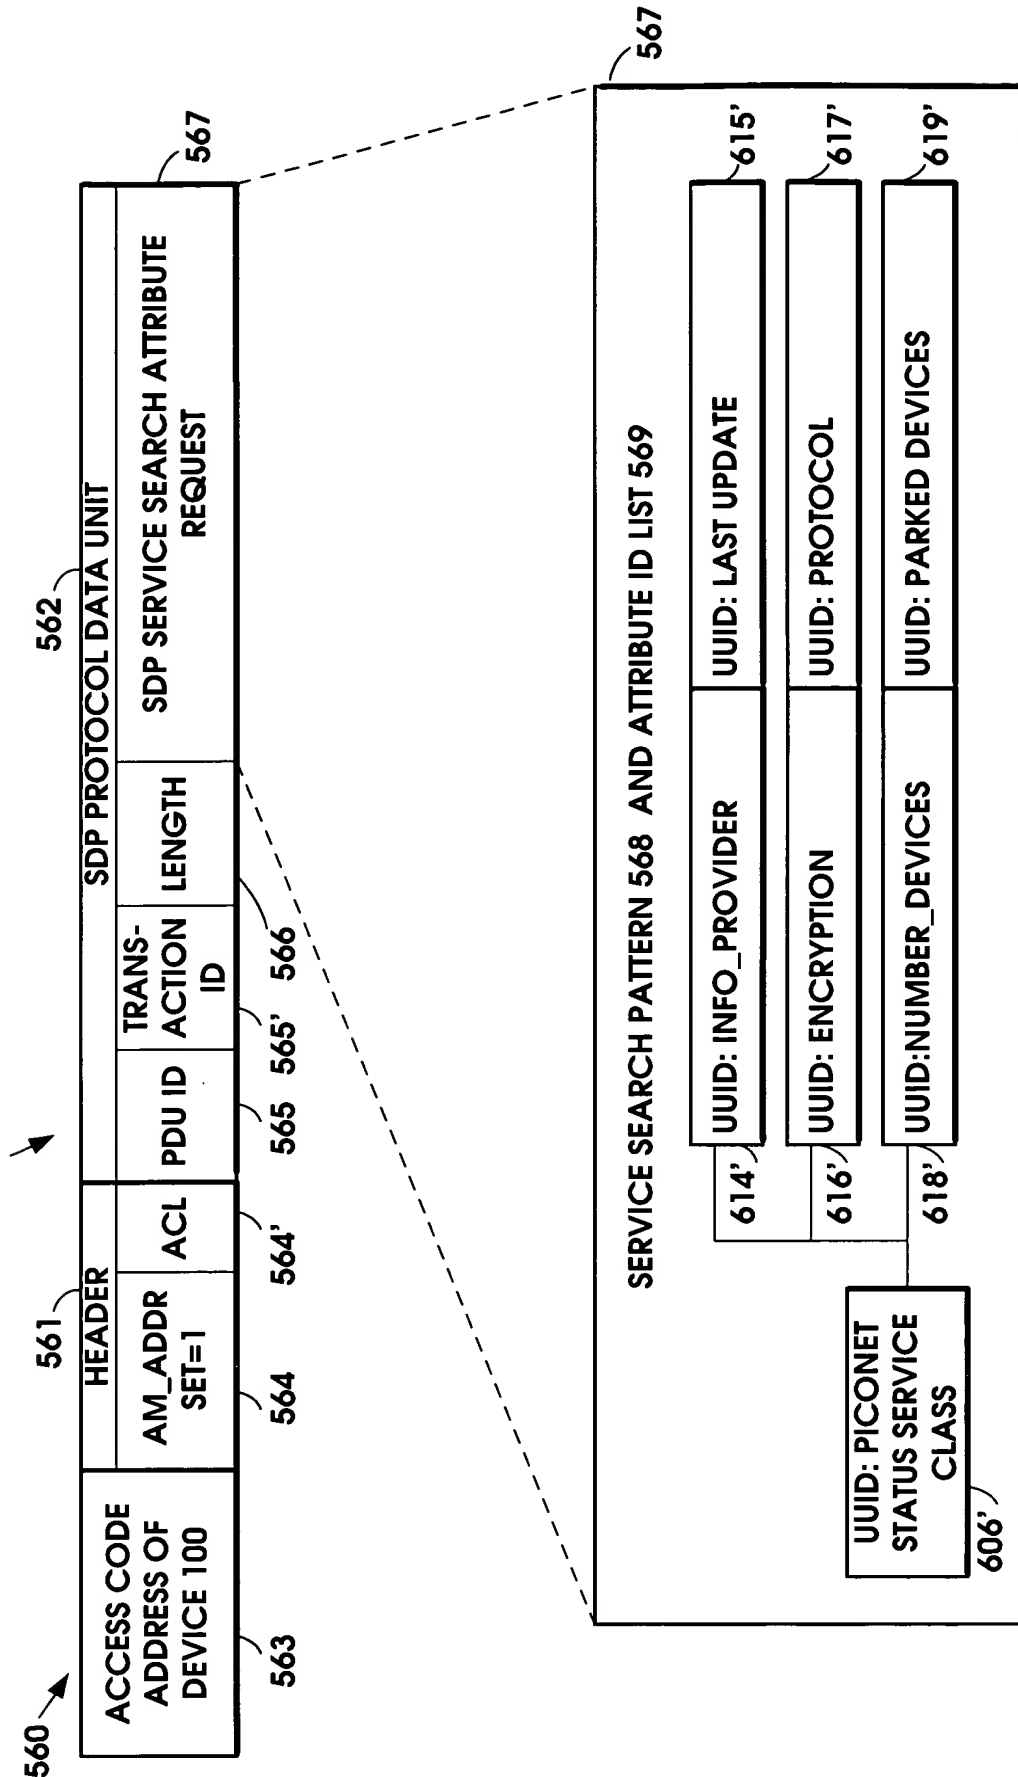 560
561
562
HEADER
SDP PROTOCOL DATA UNIT
ACCESS CODE
ADDRESS OF
DEVICE 100
AM_ADDR
SET=1
ACL
PDU ID
TRANS-
ACTION
ID
LENGTH
SDP SERVICE SEARCH ATTRIBUTE
REQUEST
563
564
564'
565
565'
566
567
567
SERVICE SEARCH PATTERN 568 AND ATTRIBUTE ID LIST 569
614'
UUID: INFO_PROVIDER
UUID: LAST UPDATE
615'
616'
UUID: ENCRYPTION
UUID: PROTOCOL
617'
618'
UUID:NUMBER_DEVICES
UUID: PARKED DEVICES
619'
UUID: PICONET
STATUS SERVICE
CLASS
606'